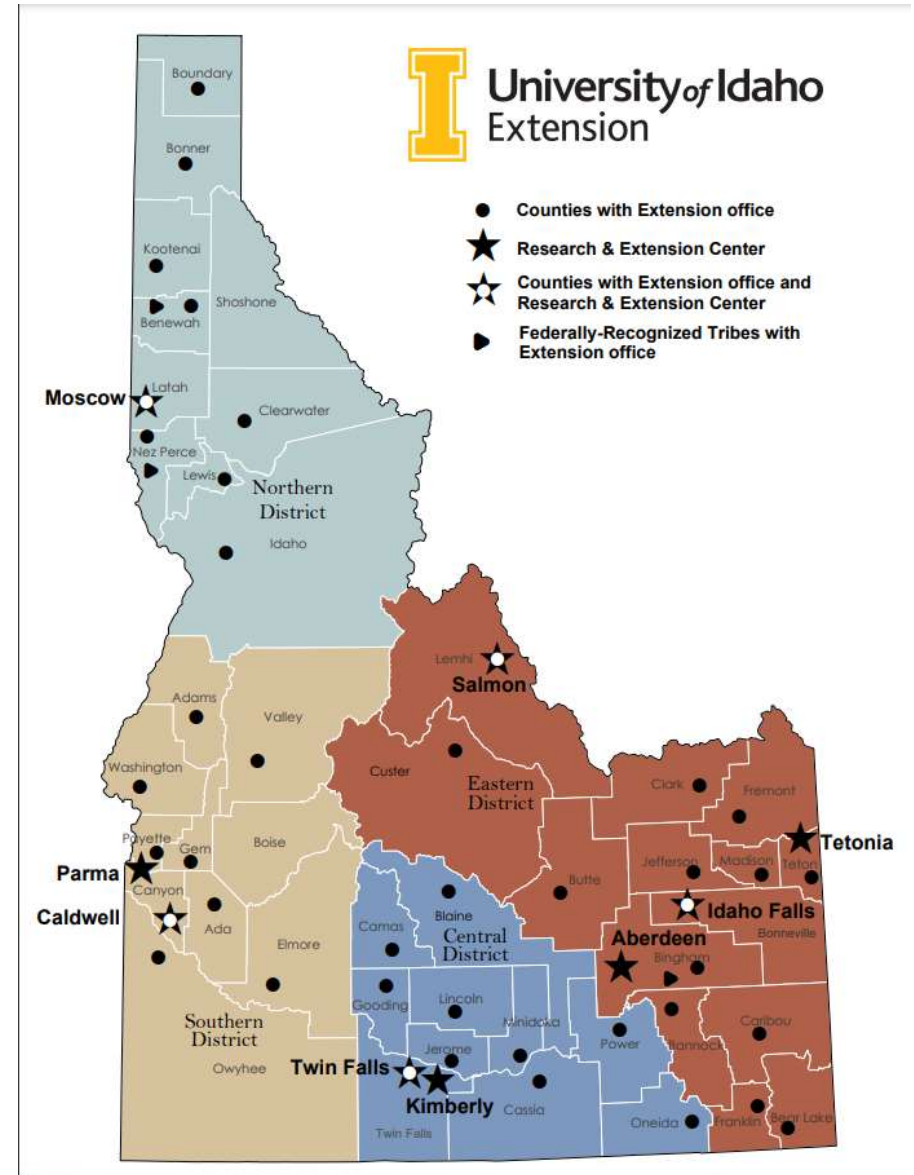 University of Idaho
Extension
Counties with Extension office
Research & Extension Center
Counties with Extension office and
Research & Extension Center
Federally-Recognized Tribes with
Extension office
Boundary
Bonner
Kootenai
Shoshone
Benewah
Latah
Moscow
Clearwater
Nez Perce
Lewis
Northern
District
Idaho
Lemhi
Salmon
Adams
Valley
Washington
Custer
Eastern
District
Clark
Fremont
Payette
Gem
Boise
Tetonia
Parma
Jefferson
Madison
Teton
Canyon
Butte
Caldwell
Ada
Blaine
Idaho Falls
Camas
Central
District
Elmore
Aberdeen
Bonneville
Bingham
Gooding
Lincoln
Southern
District
Minidoka
Power
Bonnock
Caribou
Owyhee
Twin Falls
Jerome
Kimberly
Cassia
Twin Falls
Oneida
Franklin
Bear Lake